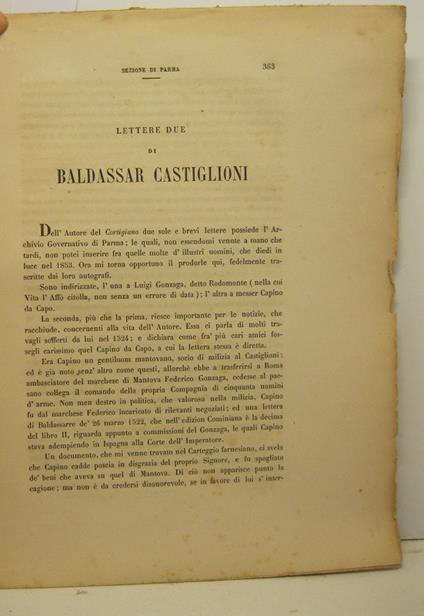 SEZIONE DI PARMA 363
LETTERE DUE
DI
BALDASSAR CASTIGLIONI
Dell' Autore del Cortigiano due sole e brevi lettere possiede l' Ar-
chivio Governativo di Parma; le quali, non essendomi venute a mano che
tardi, non potei inserire fra quelle molte d' illustri uomini, che diedi in
luce nel 1853. Ora mi torna opportuno il produrle qui, fedelmente tra-
scritte dai loro autografi.
Sono indirizzate, l' una a Luigi Gonzaga, detto Rodomonte (nella cui
Vita l' Affò citolla, non senza un errore di data); l' altra a messer Capino
da Capo.
La seconda, più che la prima, riesce importante per le notizie, che
racchiude, concernenti alla vita dell' Autore. Essa ci parla di molti tra-
vagli sofferti da lui nel 1524; e dichiara come fra' più cari amici fos-
segli carissimo quel Capino da Capo, a cui la lettera stessa è diretta.
Era Capino un gentiluom mantovano, socio di milizia al Castiglioni:
ed è già noto senz' altro come questi, allorchè ebbe a trasferirsi a Roma
ambasciatore del marchese di Mantova Federico Gonzaga, cedesse al pae-
sano collega il comando della propria Compagnia di cinquanta uomini
d' arme. Non men destro in politica, che valoroso nella milizia, Capino
fu dal marchese Federico incaricato di rilevanti negoziati; ed una lettera
di Baldassarre de' 26 marzo 1522, che nell' edizion Cominiana è la decima
del libro II, riguarda appunto a commissioni del Gonzaga, le quali Capino
stava adempiendo in Ispagna alla Corte dell' Imperatore.
Un documento, che mi venne trovato nel Carteggio farnesiano, ci svela
che Capino cadde poscia in disgrazia del proprio Signore, e fu spogliato
de' beni che aveva su quel di Mantova. Di ciò non apparisce punto la
cagione; ma non è da credersi disonorevole, se in favore di lui s' inter-